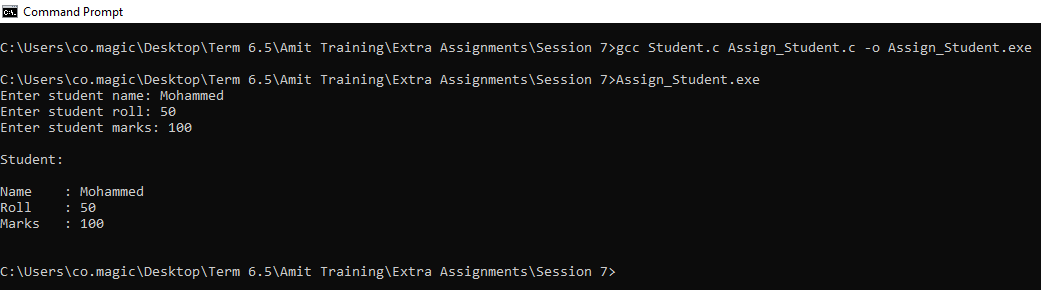 Command Prompt
C:\Users\co.magic\Desktop\Term 6.5\Amit Training\Extra Assignments\Session 7>gcc Student.c Assign_Student.c -o Assign_Student.exe
C:\Users\co.magic\Desktop\Term 6.5\Amit Training\Extra Assignments\Session 7>Assign_Student.exe
Enter student name: Mohammed
Enter student roll: 50
Enter student marks: 100
Student:
Name    : Mohammed
Roll    : 50
Marks   : 100
C:\Users\co.magic\Desktop\Term 6.5\Amit Training\Extra Assignments\Session 7>